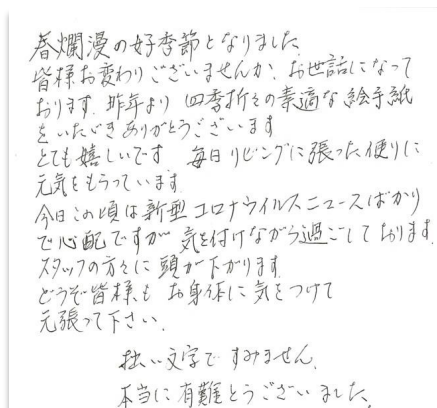 春爛漫の好季節となりました
皆様お変わりございませんか、お世話になって
おります。昨年より 四季折々の素適な絵手紙
をいただきありがとうございます
とても嬉しいです 毎日リビングに張った便りに
元気をもらっています
今日この頃は新型コロナウイルスニュースばかり
で心配ですが 気を付けながら過ごしております
スタッフの方々に頭が下がります
どうぞ皆様も お身体に気をつけて
元張って下さい、
拙い文字ですみません、
本当に有難とうございました、